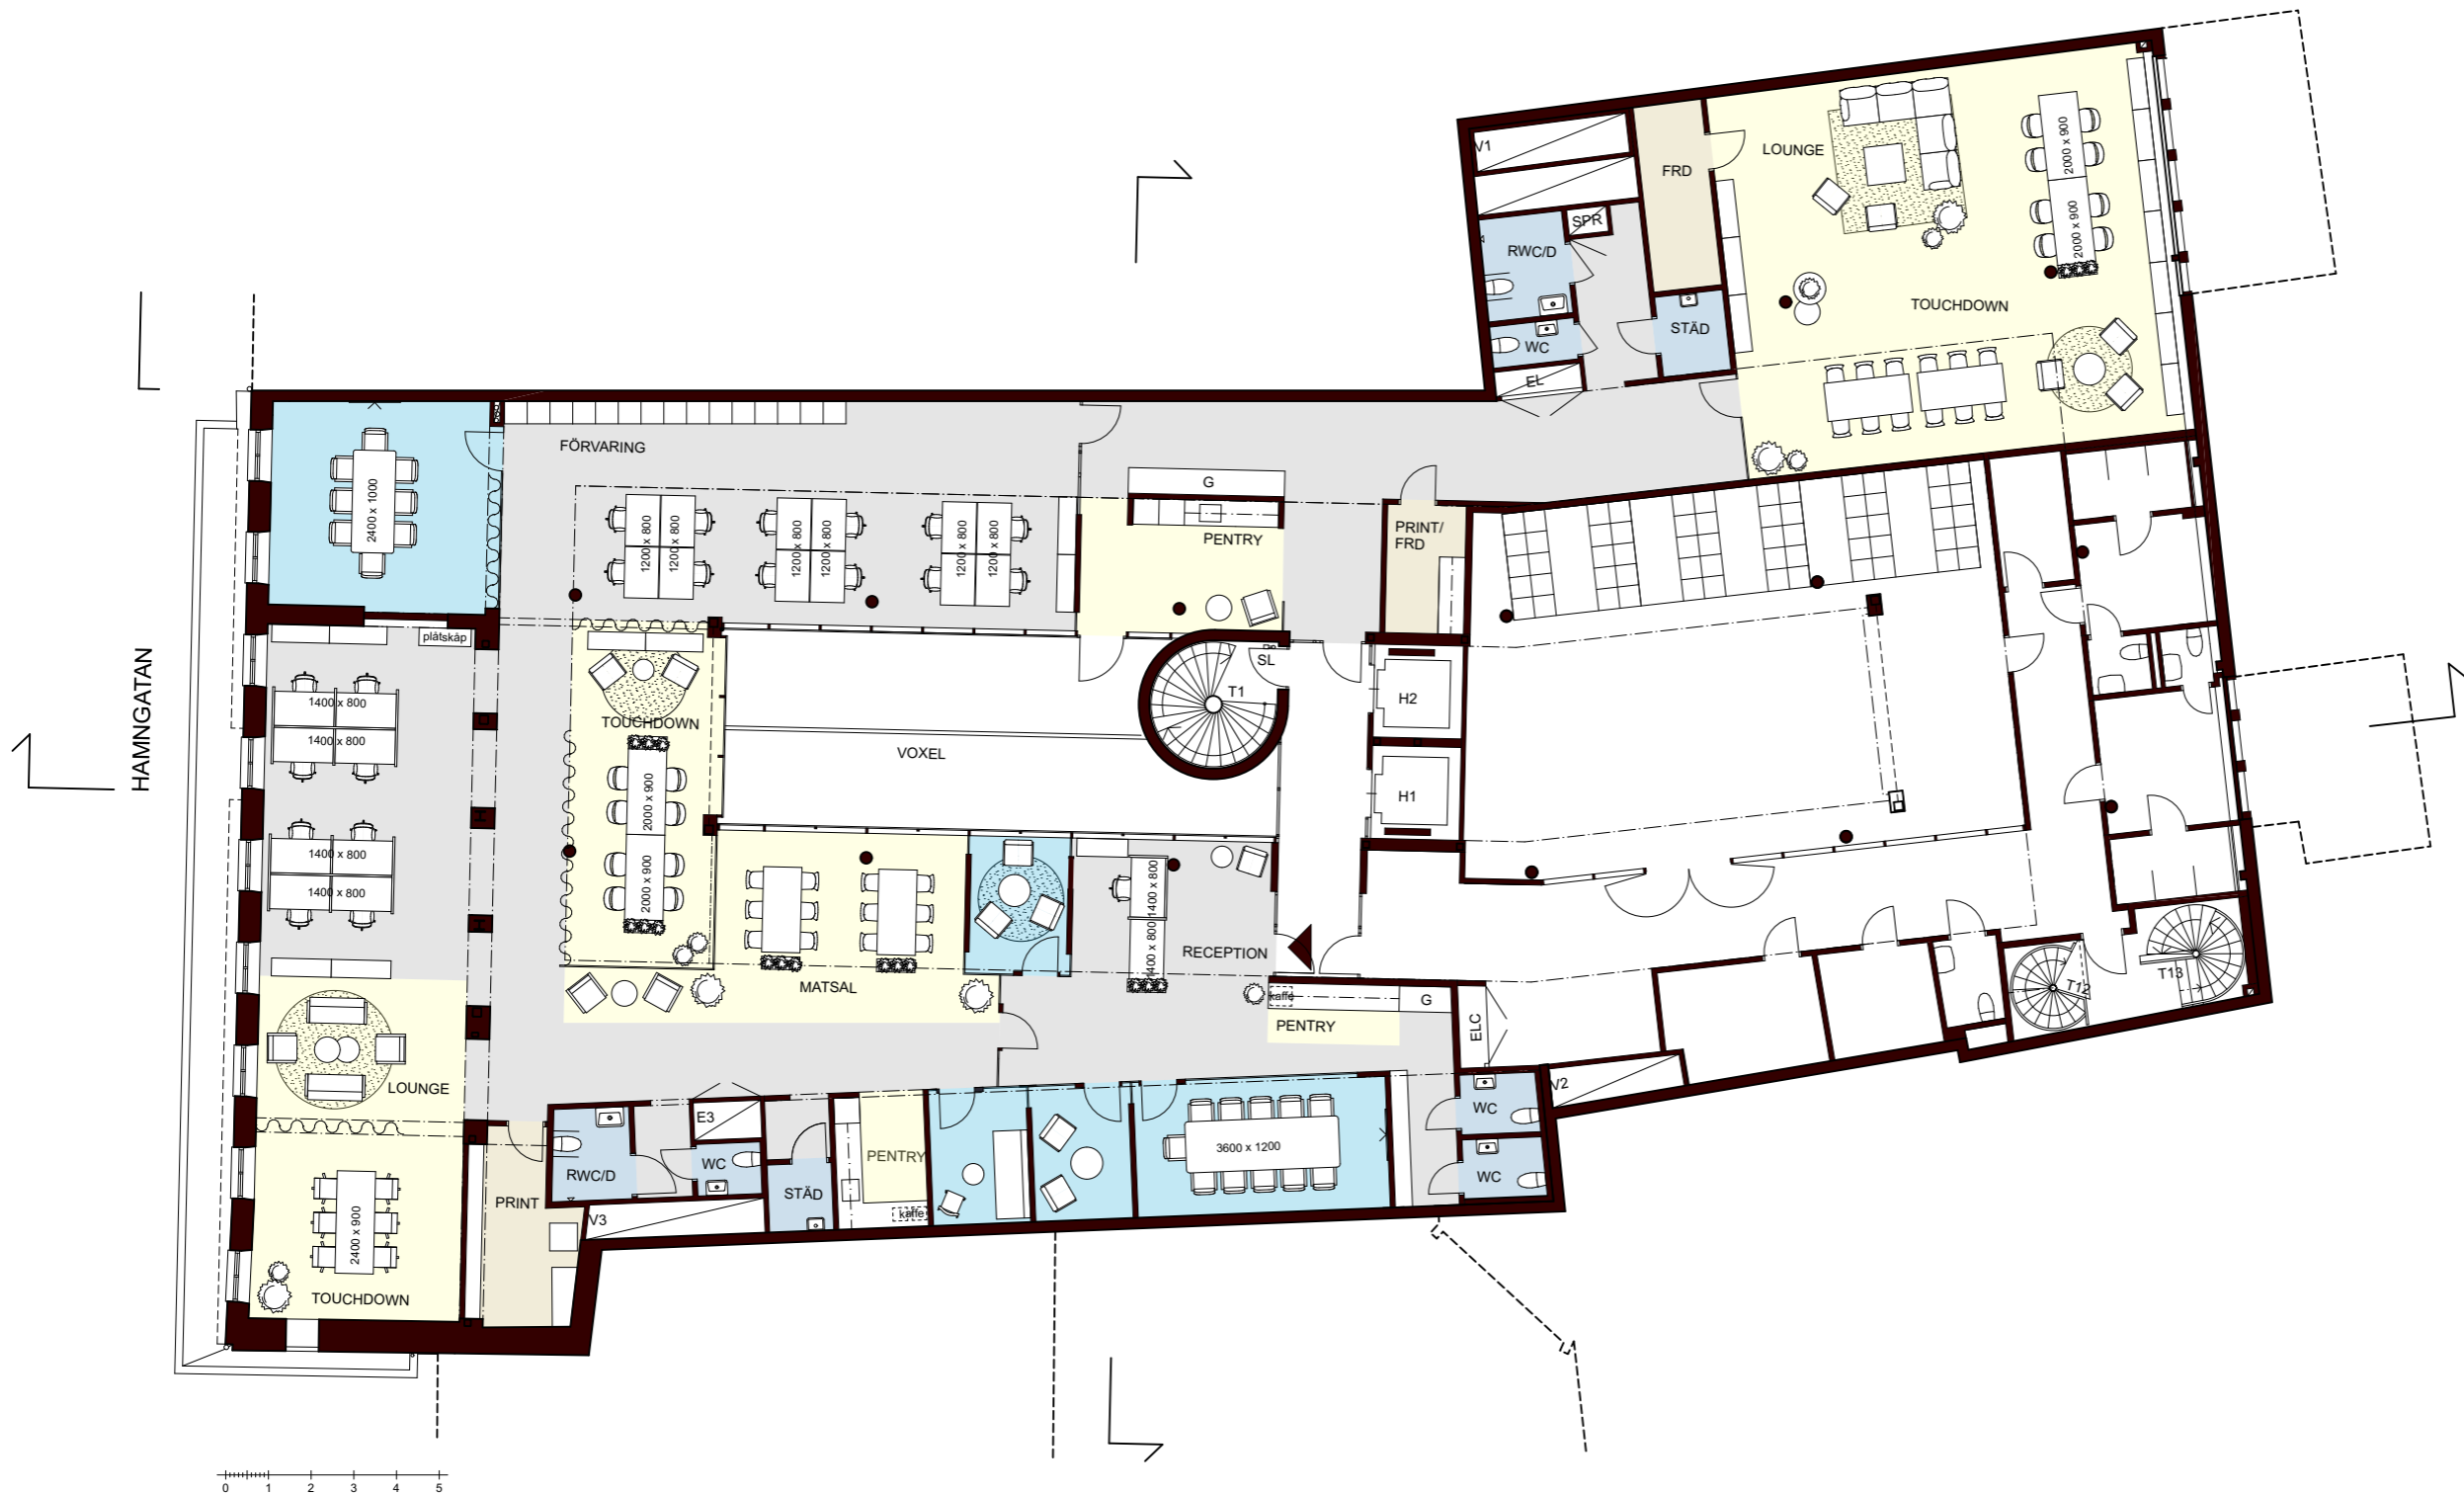 V1
FRD
LOUNGE
2000 x 900
2000 x 900
SPR
RWC/D
TOUCHDOWN
STÄD
WC
EL
FÖRVARING
2400 x 1000
G
1200 x 800
1200 x 800
1200 x 800
1200 x 800
1200 x 800
1200 x 800
PRINT/
FRD
PENTRY
plåtskåp
HAMNGATAN
SL
T1
H2
1400 x 800
1400 x 800
TOUCHDOWN
VOXEL
2000 x 900
H1
1400 x 800
1400 x 800
2000 x 900
1400 x 800
1400 x 800
RECEPTION
MATSAL
kaffe
G
PENTRY
ELC
T12
T13
LOUNGE
V2
E3
WC
3600 x 1200
PENTRY
WC
RWC/D
STÄD
WC
PRINT
V3
kaffe
2400 x 900
TOUCHDOWN
0 1 2 3 4 5